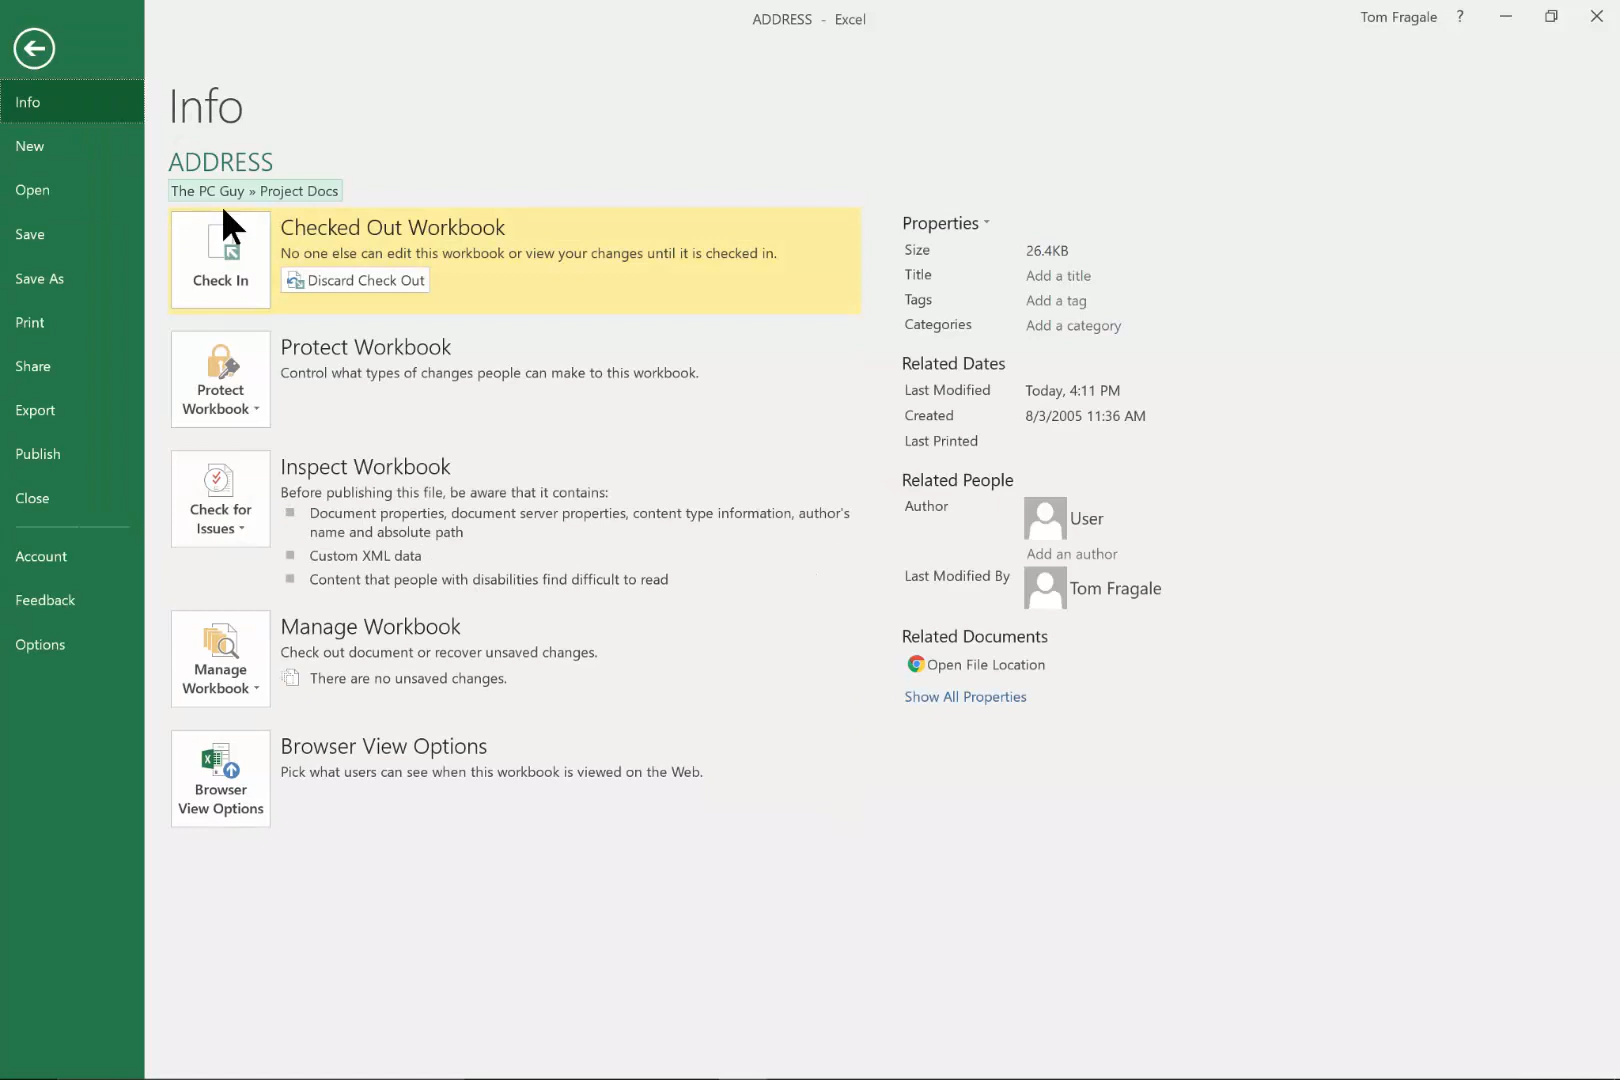 ADDRESS - Excel
Tom Fragale ?
Info
New
Open
Save
Save As
Print
Share
Export
Publish
Close
Account
Feedback
Options
Info
ADDRESS
The PC Guy » Project Docs
Check In
Checked Out Workbook
No one else can edit this workbook or view your changes until it is checked in.
Discard Check Out
Protect
Workbook
Protect Workbook
Control what types of changes people can make to this workbook.
Check for
Issues
Inspect Workbook
Before publishing this file, be aware that it contains:
Document properties, document server properties, content type information, author's
name and absolute path
Custom XML data
Content that people with disabilities find difficult to read
Manage
Workbook
Manage Workbook
Check out document or recover unsaved changes.
There are no unsaved changes.
Browser
View Options
Browser View Options
Pick what users can see when this workbook is viewed on the Web.
Properties
Size 26.4KB
Title Add a title
Tags Add a tag
Categories Add a category
Related Dates
Last Modified Today, 4:11 PM
Created 8/3/2005 11:36 AM
Last Printed
Related People
Author User
Add an author
Last Modified By Tom Fragale
Related Documents
Open File Location
Show All Properties